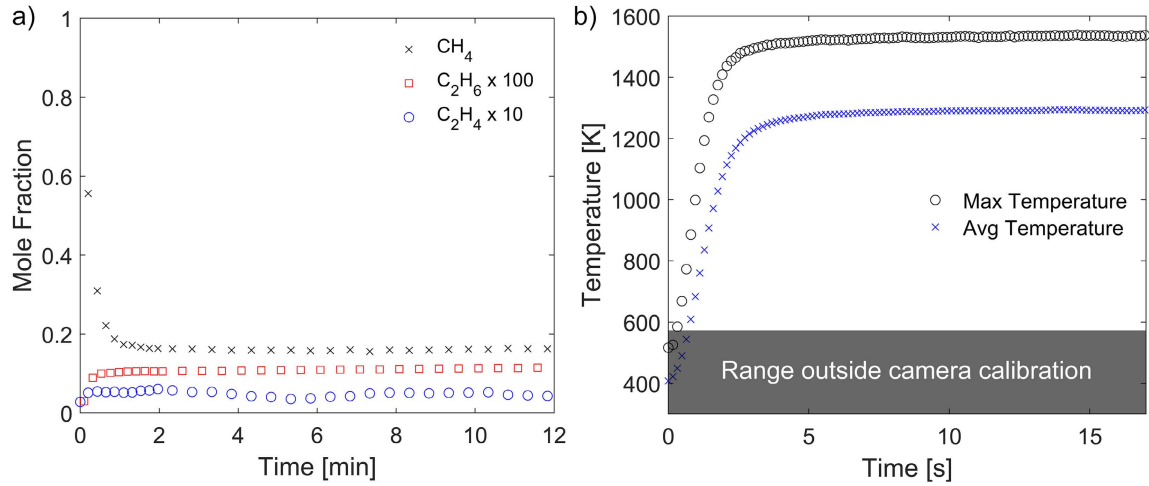 a)
1
0.8
0.6
0.4
0.2
0
Mole Fraction
CH4
C2H6 x 100
C2H4 x 10
0 2 4 6 8 10 12
Time [min]
b)
1600
1400
1200
1000
800
600
400
Temperature [K]
Max Temperature
Avg Temperature
Range outside camera calibration
0 5 10 15
Time [s]